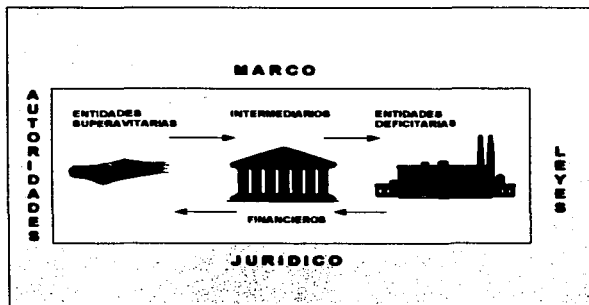 MARCO
AUTORIDADES
ENTIDADES
SUPERAVITARIAS
INTERMEDIARIOS
ENTIDADES
DEFICITARIAS
LEYES
FINANCIEROS
JURIDICO